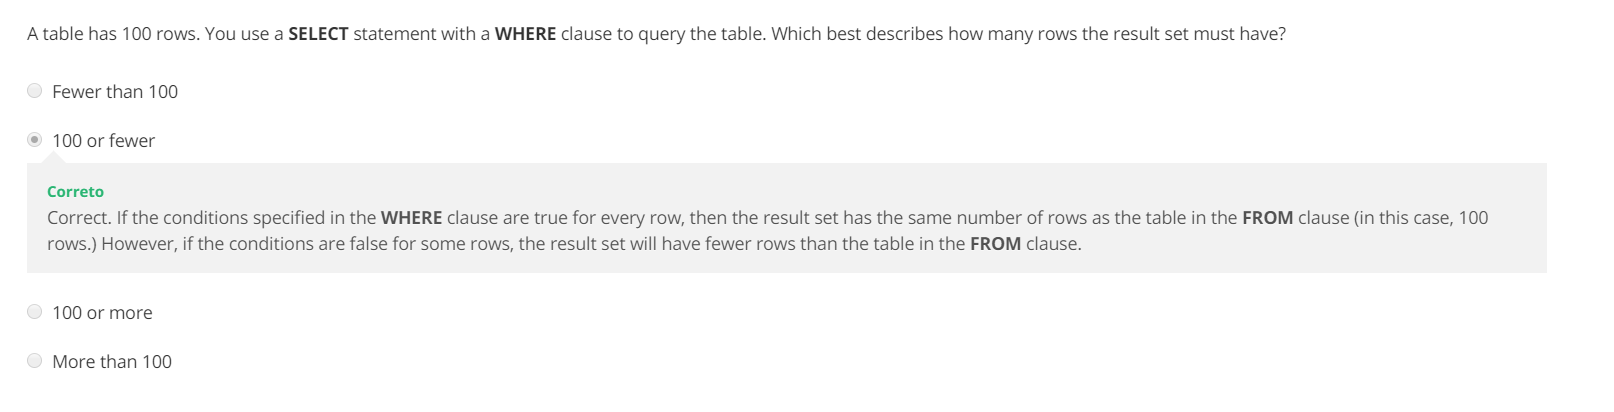 A table has 100 rows. You use a SELECT statement with a WHERE clause to query the table. Which best describes how many rows the result set must have?
Fewer than 100
100 or fewer
Correto
Correct. If the conditions specified in the WHERE clause are true for every row, then the result set has the same number of rows as the table in the FROM clause (in this case, 100
rows.) However, if the conditions are false for some rows, the result set will have fewer rows than the table in the FROM clause.
100 or more
More than 100